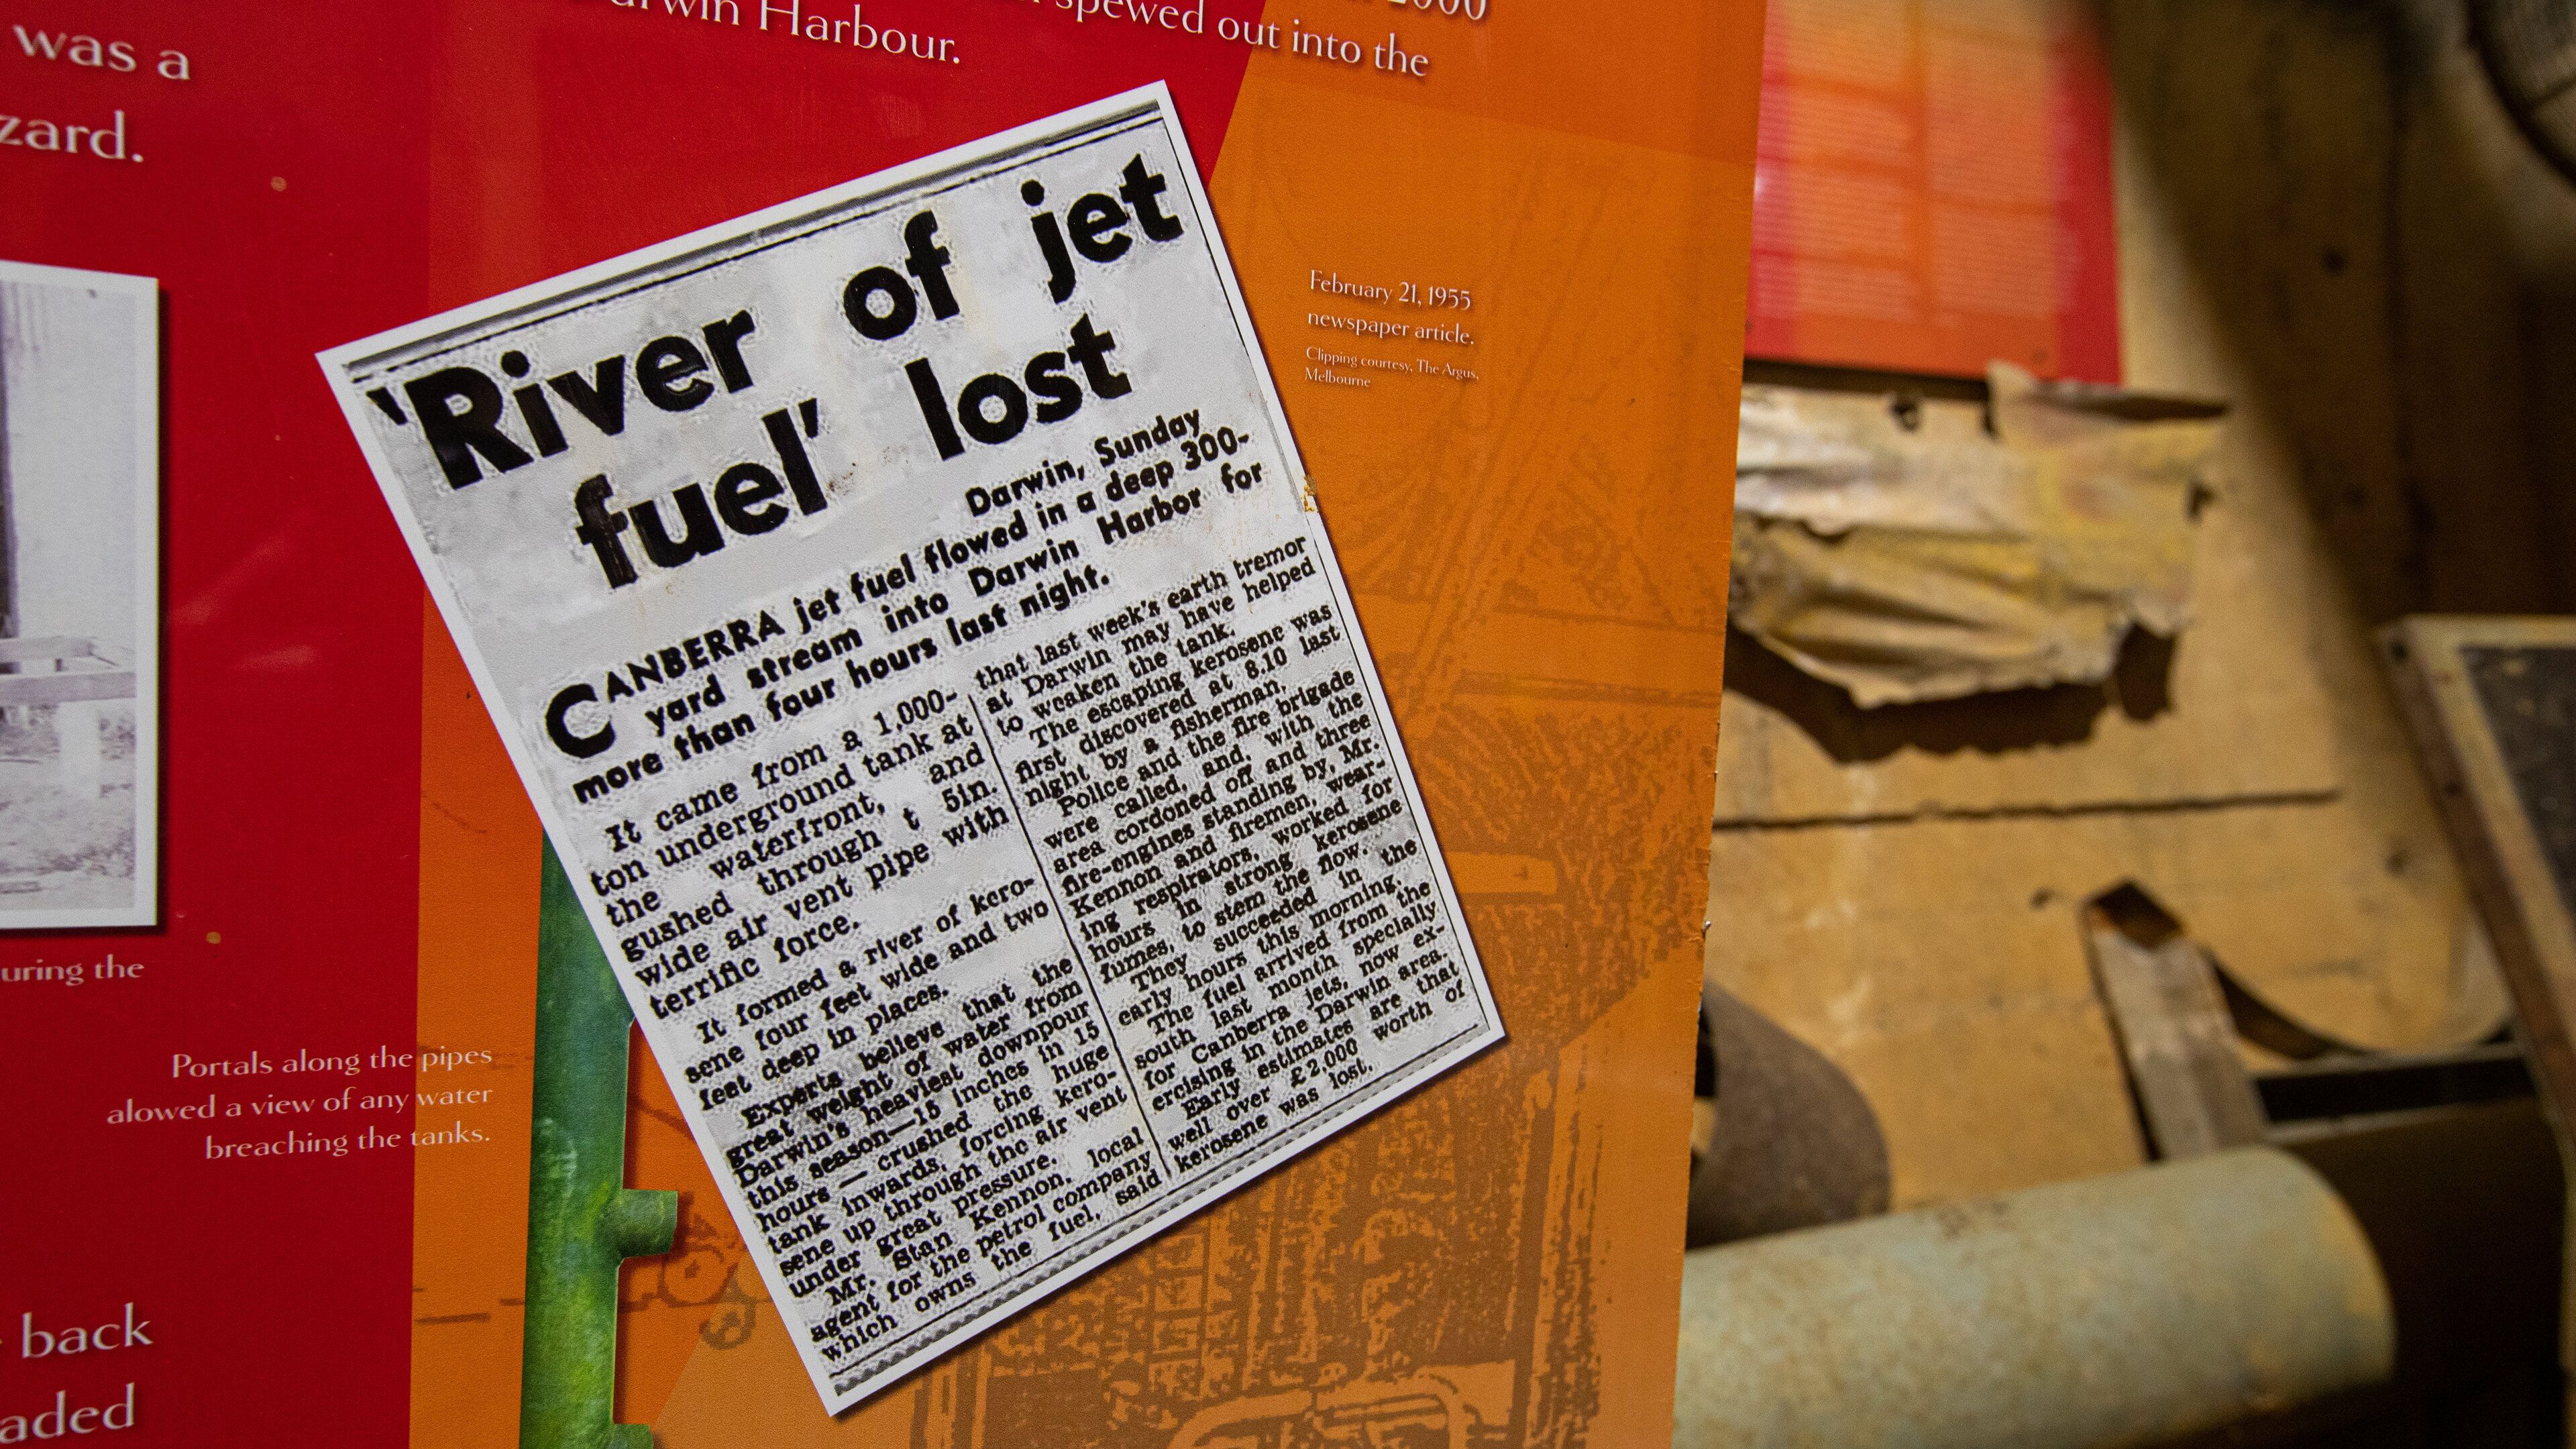 was a
zard.
rwin Harbour.
spewed out into the
2000
'River of jet
fuel' lost
Darwin, Sunday
CANBERRA jet fuel flowed in a deep 300-
yard stream into Darwin Harbor for
more than four hours last night.
It came from a 1,000-
ton underground tank at
the waterfront, and
gushed through t 5in.
wide air vent pipe with
terrific force.
It formed a river of kero-
sene four feet wide and two
feet deep in places.
Experts believe that the
great weight of water from
Darwin's heaviest downpour
this season—15 inches in 15
hours — crushed the huge
tank inwards, forcing kero-
sene up through the air vent
under great pressure.
Mr. Stan Kennon, local
agent for the petrol company
which owns the fuel, said
that last week's earth tremor
at Darwin may have helped
to weaken the tank.
The escaping kerosene was
first discovered at 8.10 last
night by a fisherman.
Police and the fire brigade
were called, and, with the
area cordoned off and three
fire-engines standing by, Mr.
Kennon and firemen, wear-
ing respirators, worked for
hours in strong kerosene
fumes, to stem the flow.
They succeeded in the
early hours this morning.
The fuel arrived from the
south last month specially
for Canberra jets, now ex-
ercising in the Darwin area.
Early estimates are that
well over £2,000 worth of
kerosene was lost.
February 21, 1955
newspaper article.
Clipping courtesy, The Argus,
Melbourne
uring the
Portals along the pipes
alowed a view of any water
breaching the tanks.
back
aded